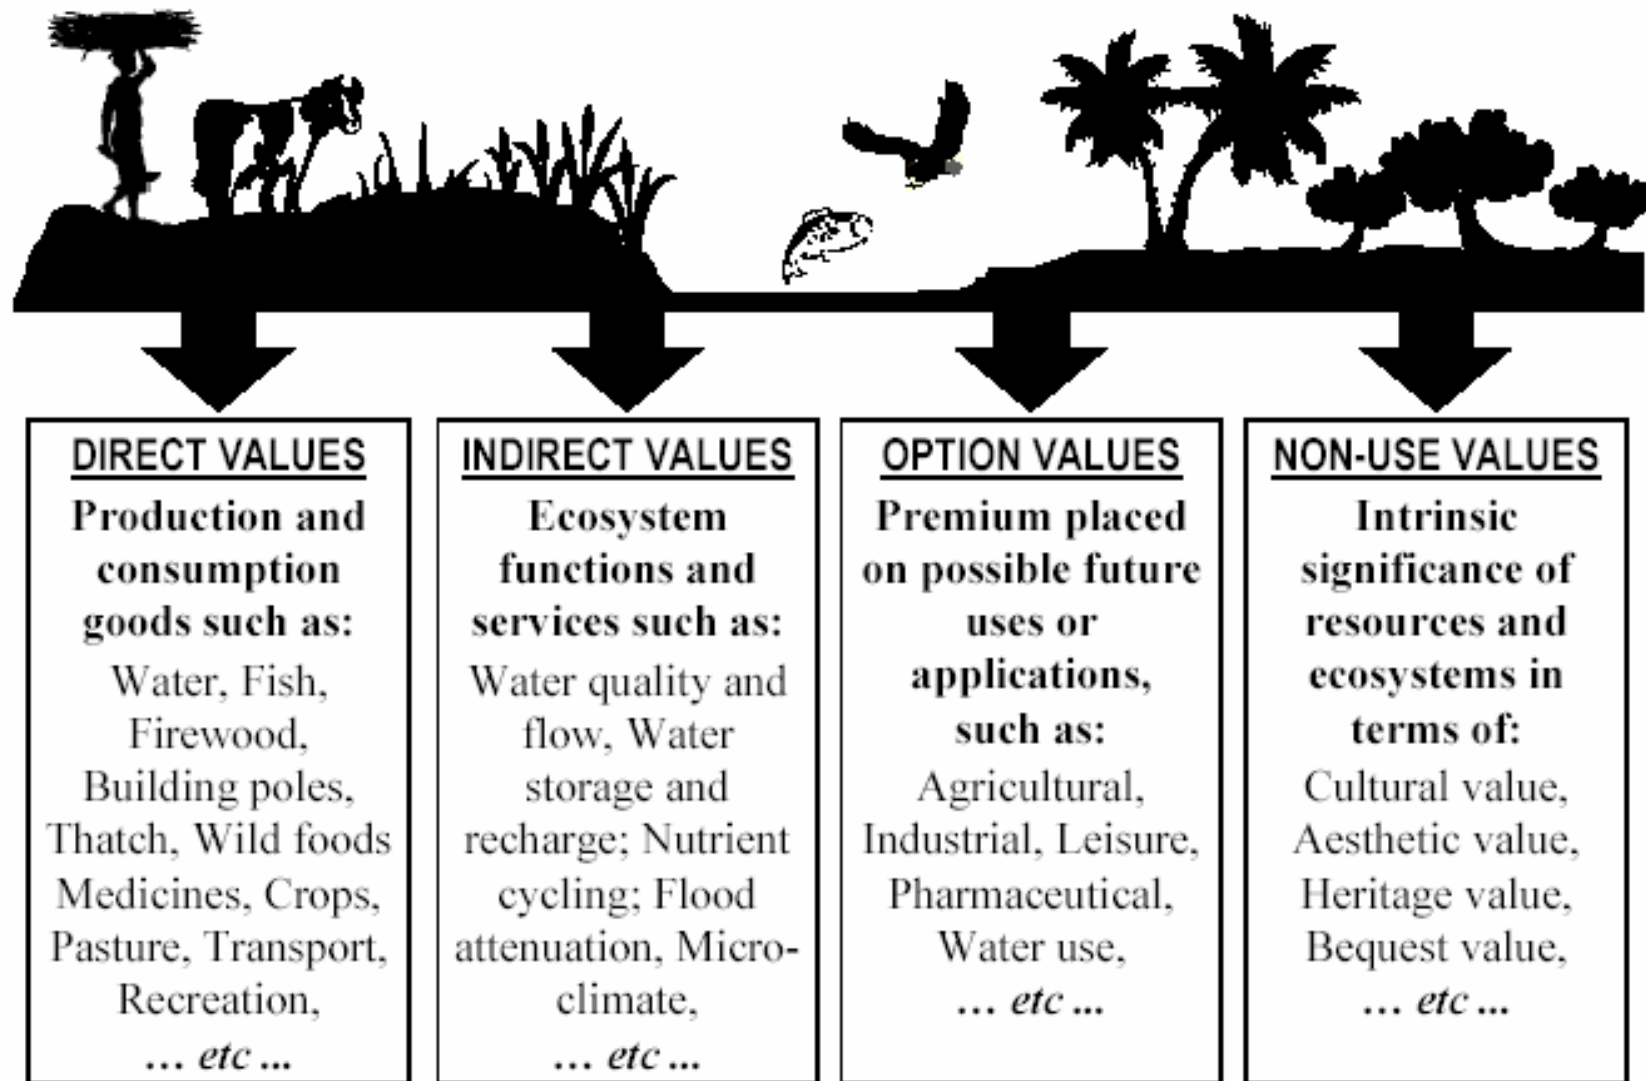 DIRECT VALUES
Production and
consumption
goods such as:
Water, Fish,
Firewood,
Building poles,
Thatch, Wild foods
Medicines, Crops,
Pasture, Transport,
Recreation,
... etc ...
INDIRECT VALUES
Ecosystem
functions and
services such as:
Water quality and
flow, Water
storage and
recharge; Nutrient
cycling; Flood
attenuation, Micro-
climate,
... etc ...
OPTION VALUES
Premium placed
on possible future
uses or
applications,
such as:
Agricultural,
Industrial, Leisure,
Pharmaceutical,
Water use,
... etc ...
NON-USE VALUES
Intrinsic
significance of
resources and
ecosystems in
terms of:
Cultural value,
Aesthetic value,
Heritage value,
Bequest value,
... etc ...